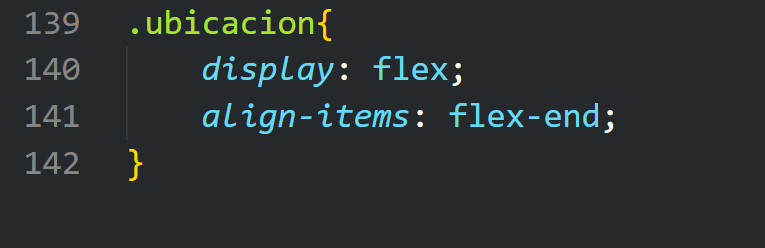 139 .ubicacion{
140     display: flex;
141     align-items: flex-end;
142 }